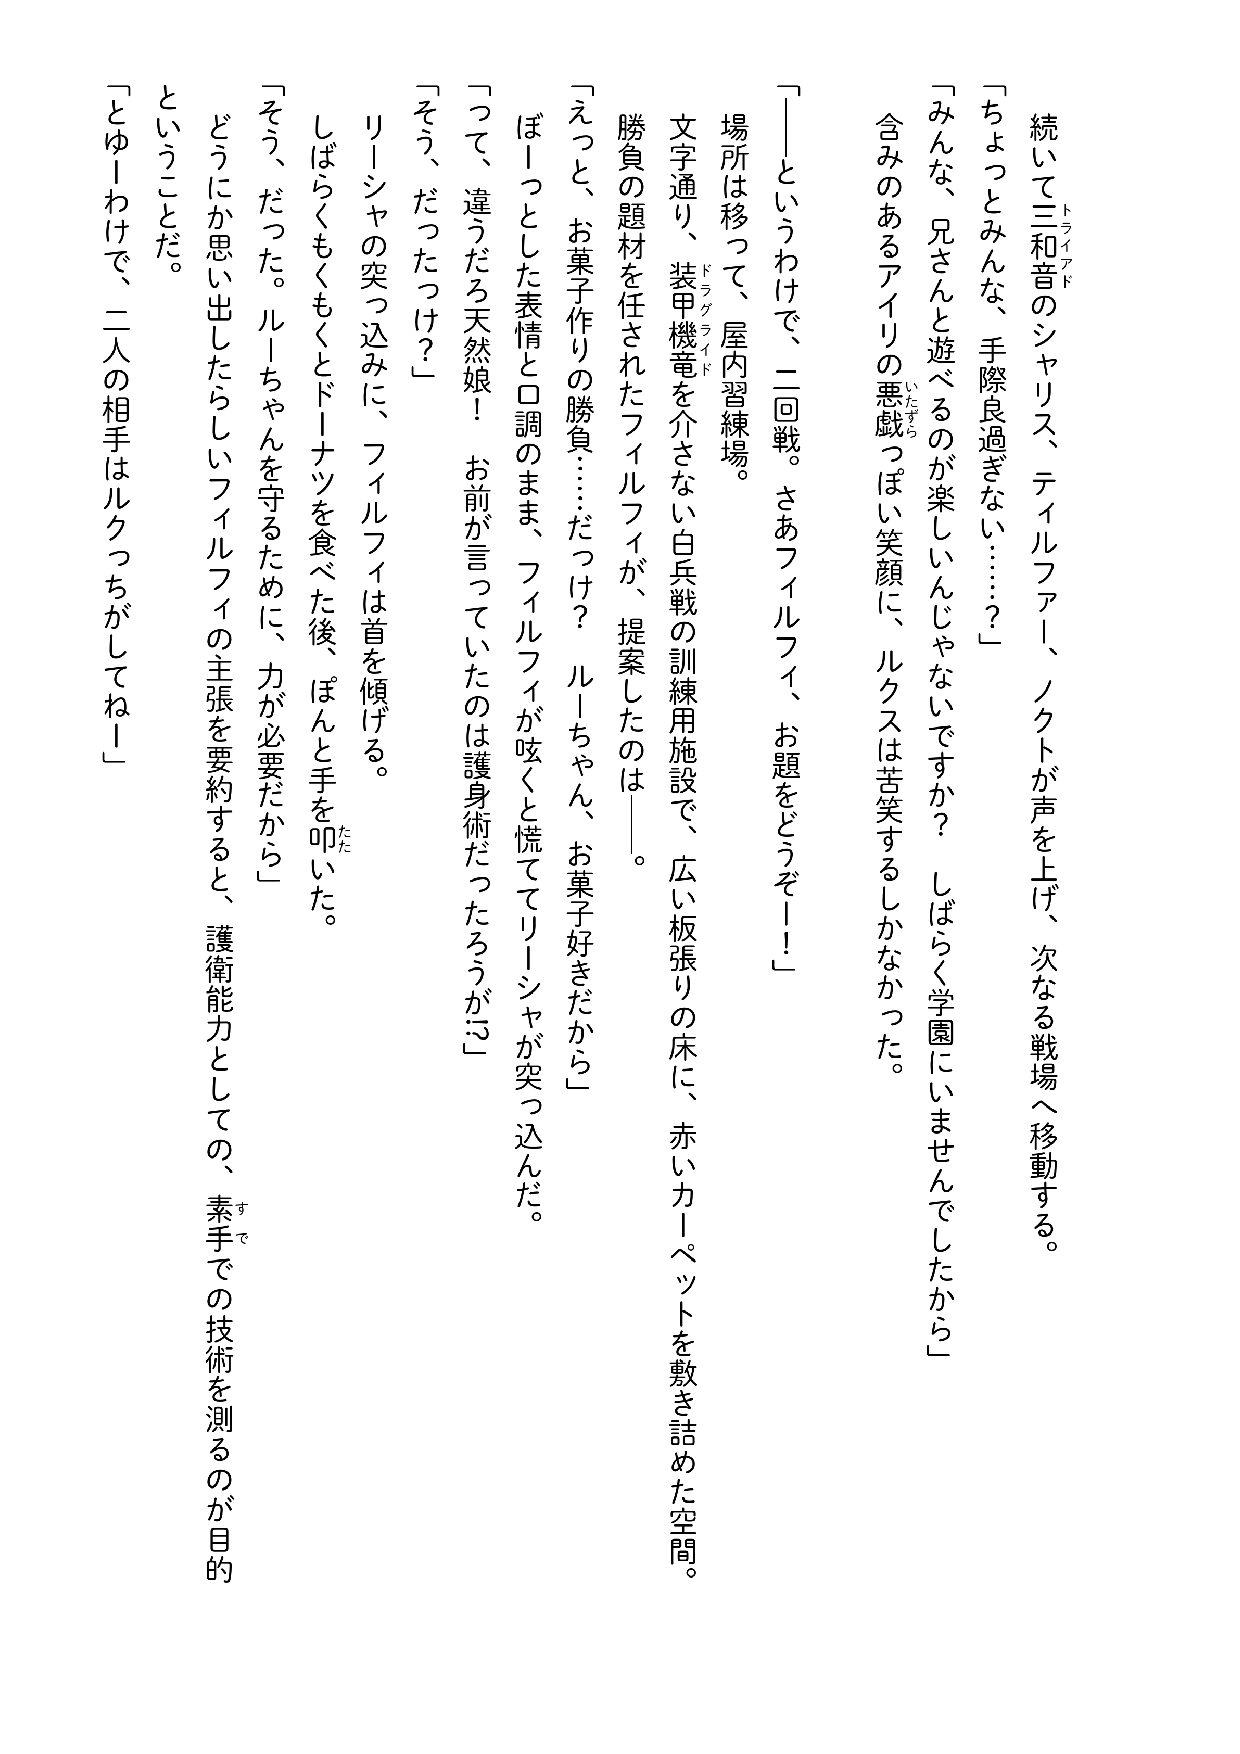 続いて三和音のシャリス、ティルファー、ノクトが声を上げ、次なる戦場へ移動する。
「ちょっとみんな、手際良過ぎない……？」
「みんな、兄さんと遊べるのが楽しいんじゃないですか？　しばらく学園にいませんでしたから」
含みのあるアイリの悪戯っぽい笑顔に、ルクスは苦笑するしかなかった。
「――というわけで、二回戦。さあフィルフィ、お題をどうぞー！」
場所は移って、屋内習練場。
文字通り、装甲機竜を介さない白兵戦の訓練用施設で、広い板張りの床に、赤いカーペットを敷き詰めた空間。
勝負の題材を任されたフィルフィが、提案したのは――。
「えっと、お菓子作りの勝負……だっけ？　ルーちゃん、お菓子好きだから」
ぼーっとした表情と口調のまま、フィルフィが呟くと慌ててリーシャが突っ込んだ。
「って、違うだろ天然娘！　お前が言っていたのは護身術だったろうが!?」
「そう、だったっけ？」
リーシャの突っ込みに、フィルフィは首を傾げる。
しばらくもくもくとドーナツを食べた後、ぽんと手を叩いた。
「そう、だった。ルーちゃんを守るために、力が必要だから」
どうにか思い出したらしいフィルフィの主張を要約すると、護衛能力としての、素手での技術を測るのが目的
ということだ。
「とゆーわけで、二人の相手はルクっちがしてねー」
トライアド
いたずら
ドラグライド
たた
すで